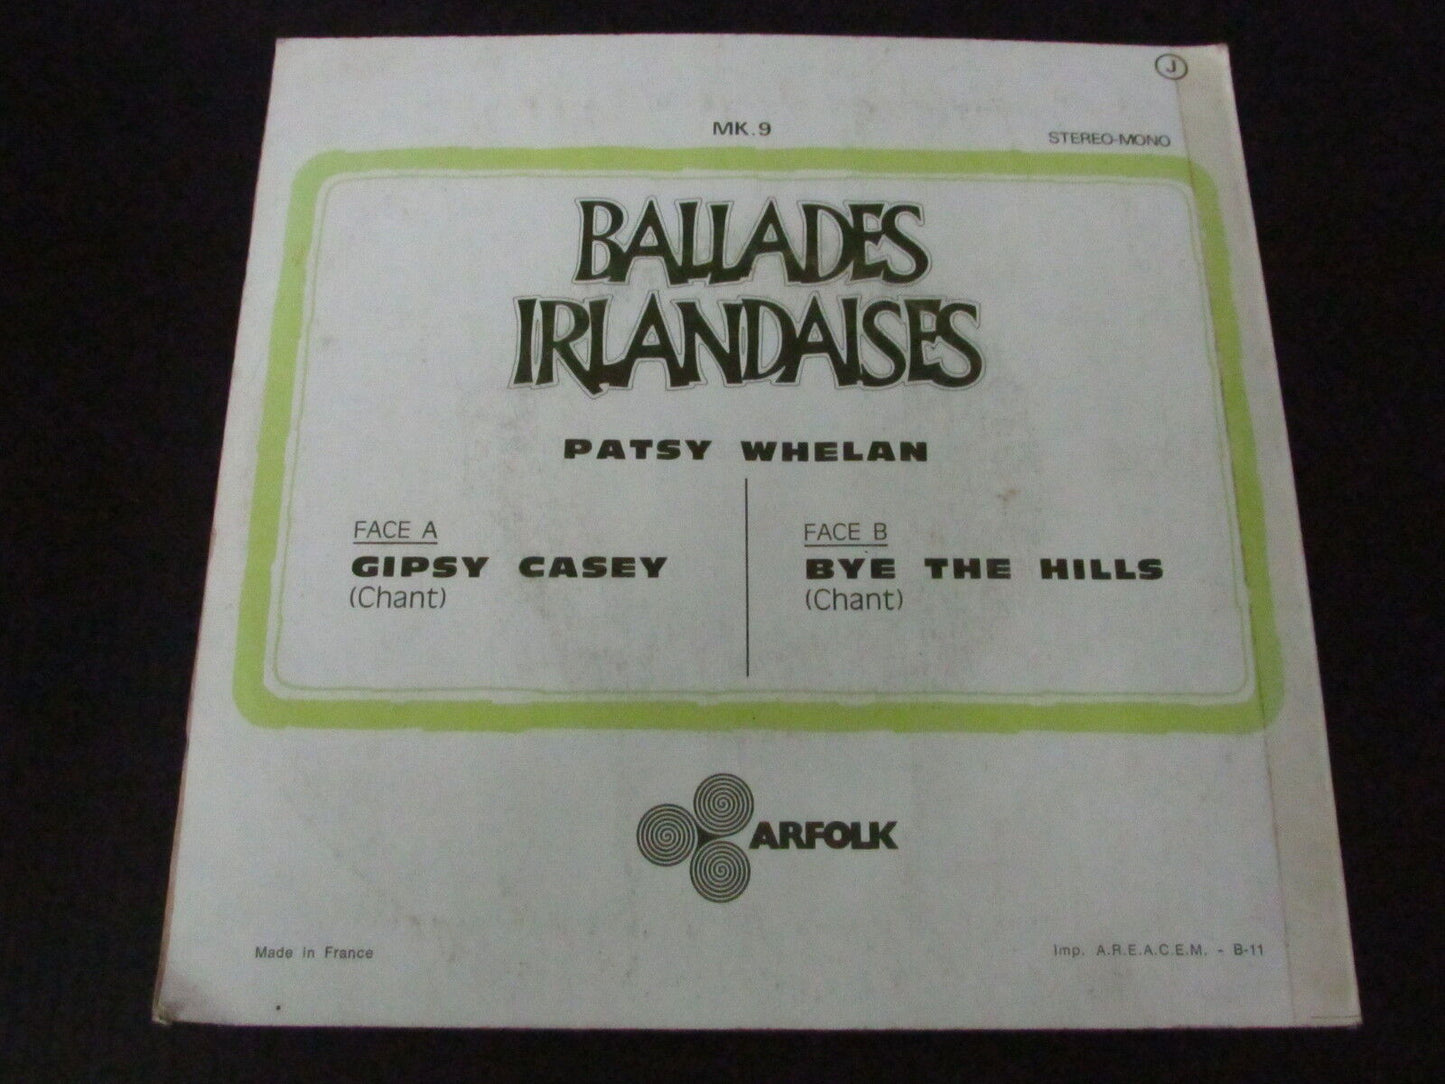 J
MK.9
STEREO-MONO
BALLADES
IRLANDAISES
PATSY WHELAN
FACE A
GIPSY CASEY
(Chant)
FACE B
BYE THE HILLS
(Chant)
ARFOLK
Made in France
Imp. A.R.E.A.C.E.M. - B-11